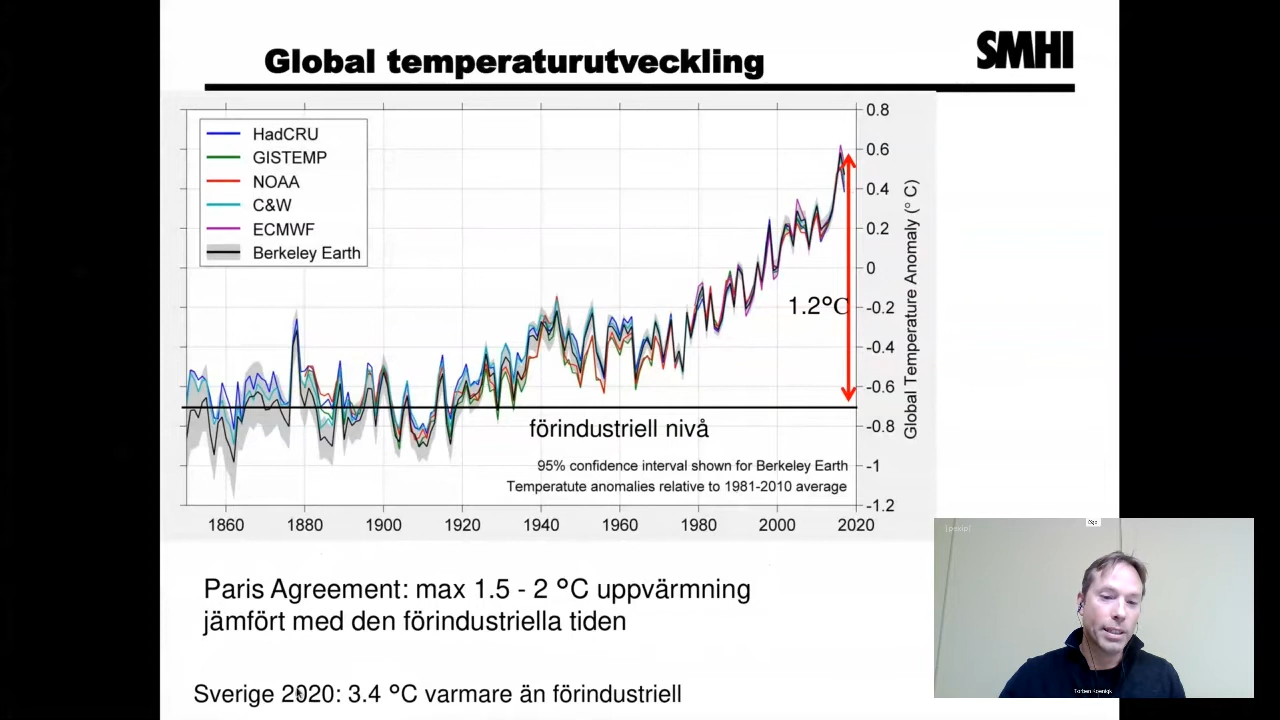 Global temperaturutveckling
SMHI
HadCRU
GISTEMP
NOAA
C&W
ECMWF
Berkeley Earth
0.8
0.6
0.4
0.2
0
-0.2
-0.4
-0.6
-0.8
-1
-1.2
Global Temperature Anomaly (° C)
1.2°C
förindustriell nivå
95% confidence interval shown for Berkeley Earth
Temperatute anomalies relative to 1981-2010 average
1860 1880 1900 1920 1940 1960 1980 2000 2020
Paris Agreement: max 1.5 - 2 °C uppvärmning
jämfört med den förindustriella tiden
Sverige 2020: 3.4 °C varmare än förindustriell
[pexip]